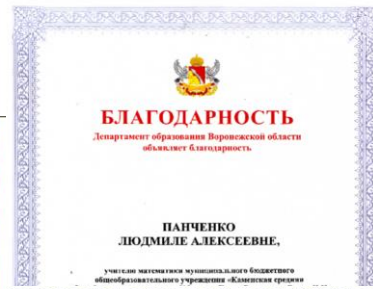 БЛАГОДАРНОСТЬ
Департамент образования Воронежской области
объявляет благодарность
ПАНЧЕНКО
ЛЮДМИЛЕ АЛЕКСЕЕВНЕ,
учителю математики муниципального бюджетного
общеобразовательного учреждения «Каменская средняя